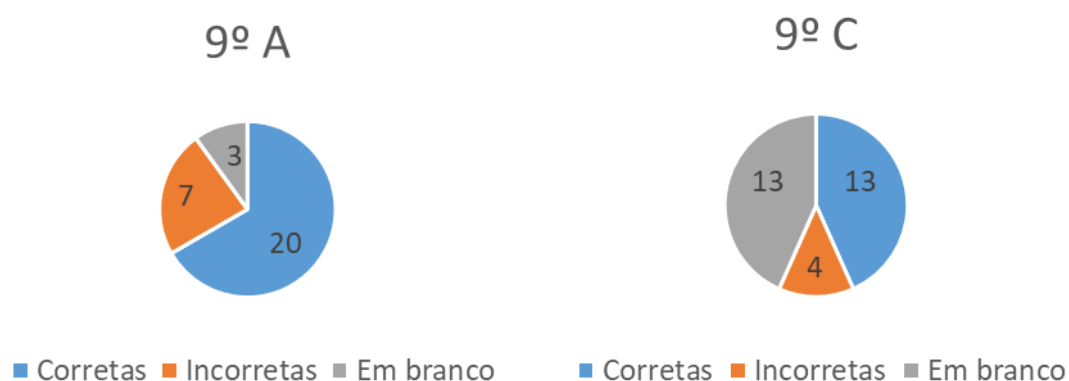 9º A
3
7
20
Corretas Incorretas Em branco
9º C
13 13
4
Corretas Incorretas Em branco